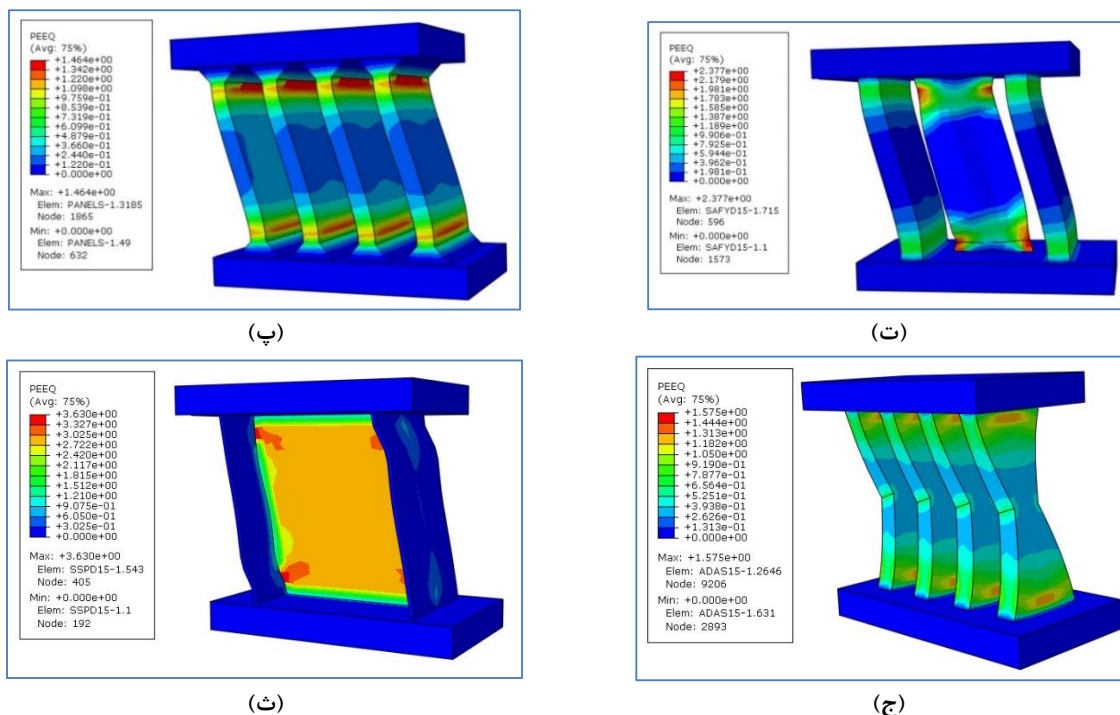 PEEQ
(Avg: 75%)
+1.464e+00
+1.342e+00
+1.220e+00
+1.098e+00
+9.759e-01
+8.539e-01
+7.319e-01
+6.099e-01
+4.879e-01
+3.660e-01
+2.440e-01
+1.220e-01
+0.000e+00
Max: +1.464e+00
Elem: PANELS-1.3185
Node: 1865
Min: +0.000e+00
Elem: PANELS-1.49
Node: 632
(پ)
PEEQ
(Avg: 75%)
+2.377e+00
+2.179e+00
+1.981e+00
+1.783e+00
+1.585e+00
+1.387e+00
+1.189e+00
+9.906e-01
+7.925e-01
+5.944e-01
+3.962e-01
+1.981e-01
+0.000e+00
Max: +2.377e+00
Elem: SAFYD15-1.715
Node: 596
Min: +0.000e+00
Elem: SAFYD15-1.1
Node: 1573
(ت)
PEEQ
(Avg: 75%)
+3.630e+00
+3.327e+00
+3.025e+00
+2.722e+00
+2.420e+00
+2.117e+00
+1.815e+00
+1.512e+00
+1.210e+00
+9.075e-01
+6.050e-01
+3.025e-01
+0.000e+00
Max: +3.630e+00
Elem: SSPD15-1.543
Node: 405
Min: +0.000e+00
Elem: SSPD15-1.1
Node: 192
(ث)
PEEQ
(Avg: 75%)
+1.575e+00
+1.444e+00
+1.313e+00
+1.182e+00
+1.050e+00
+9.190e-01
+7.877e-01
+6.564e-01
+5.251e-01
+3.938e-01
+2.626e-01
+1.313e-01
+0.000e+00
Max: +1.575e+00
Elem: ADAS15-1.2646
Node: 9206
Min: +0.000e+00
Elem: ADAS15-1.631
Node: 2893
(ج)